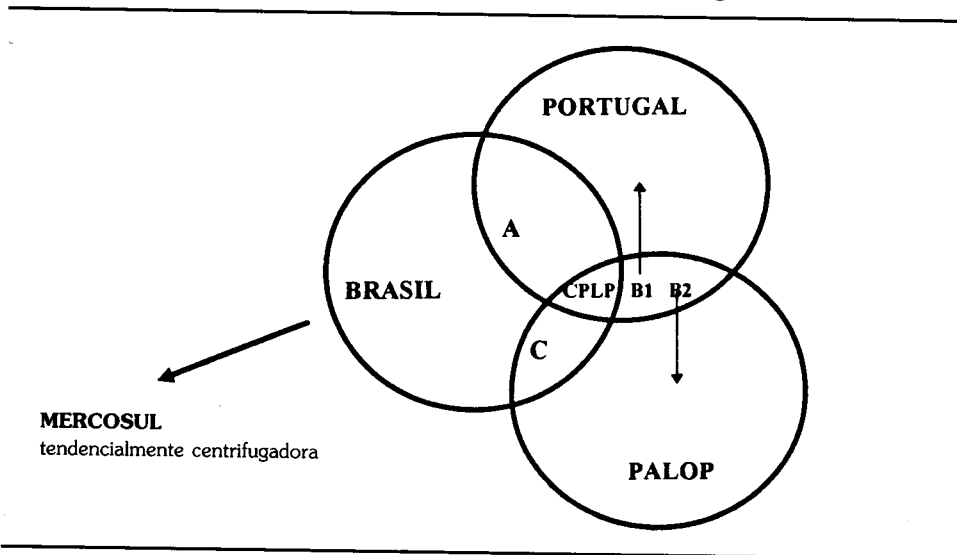 PORTUGAL
A
BRASIL
CPLP B1 B2
C
MERCOSUL
tendencialmente centrifugadora
PALOP